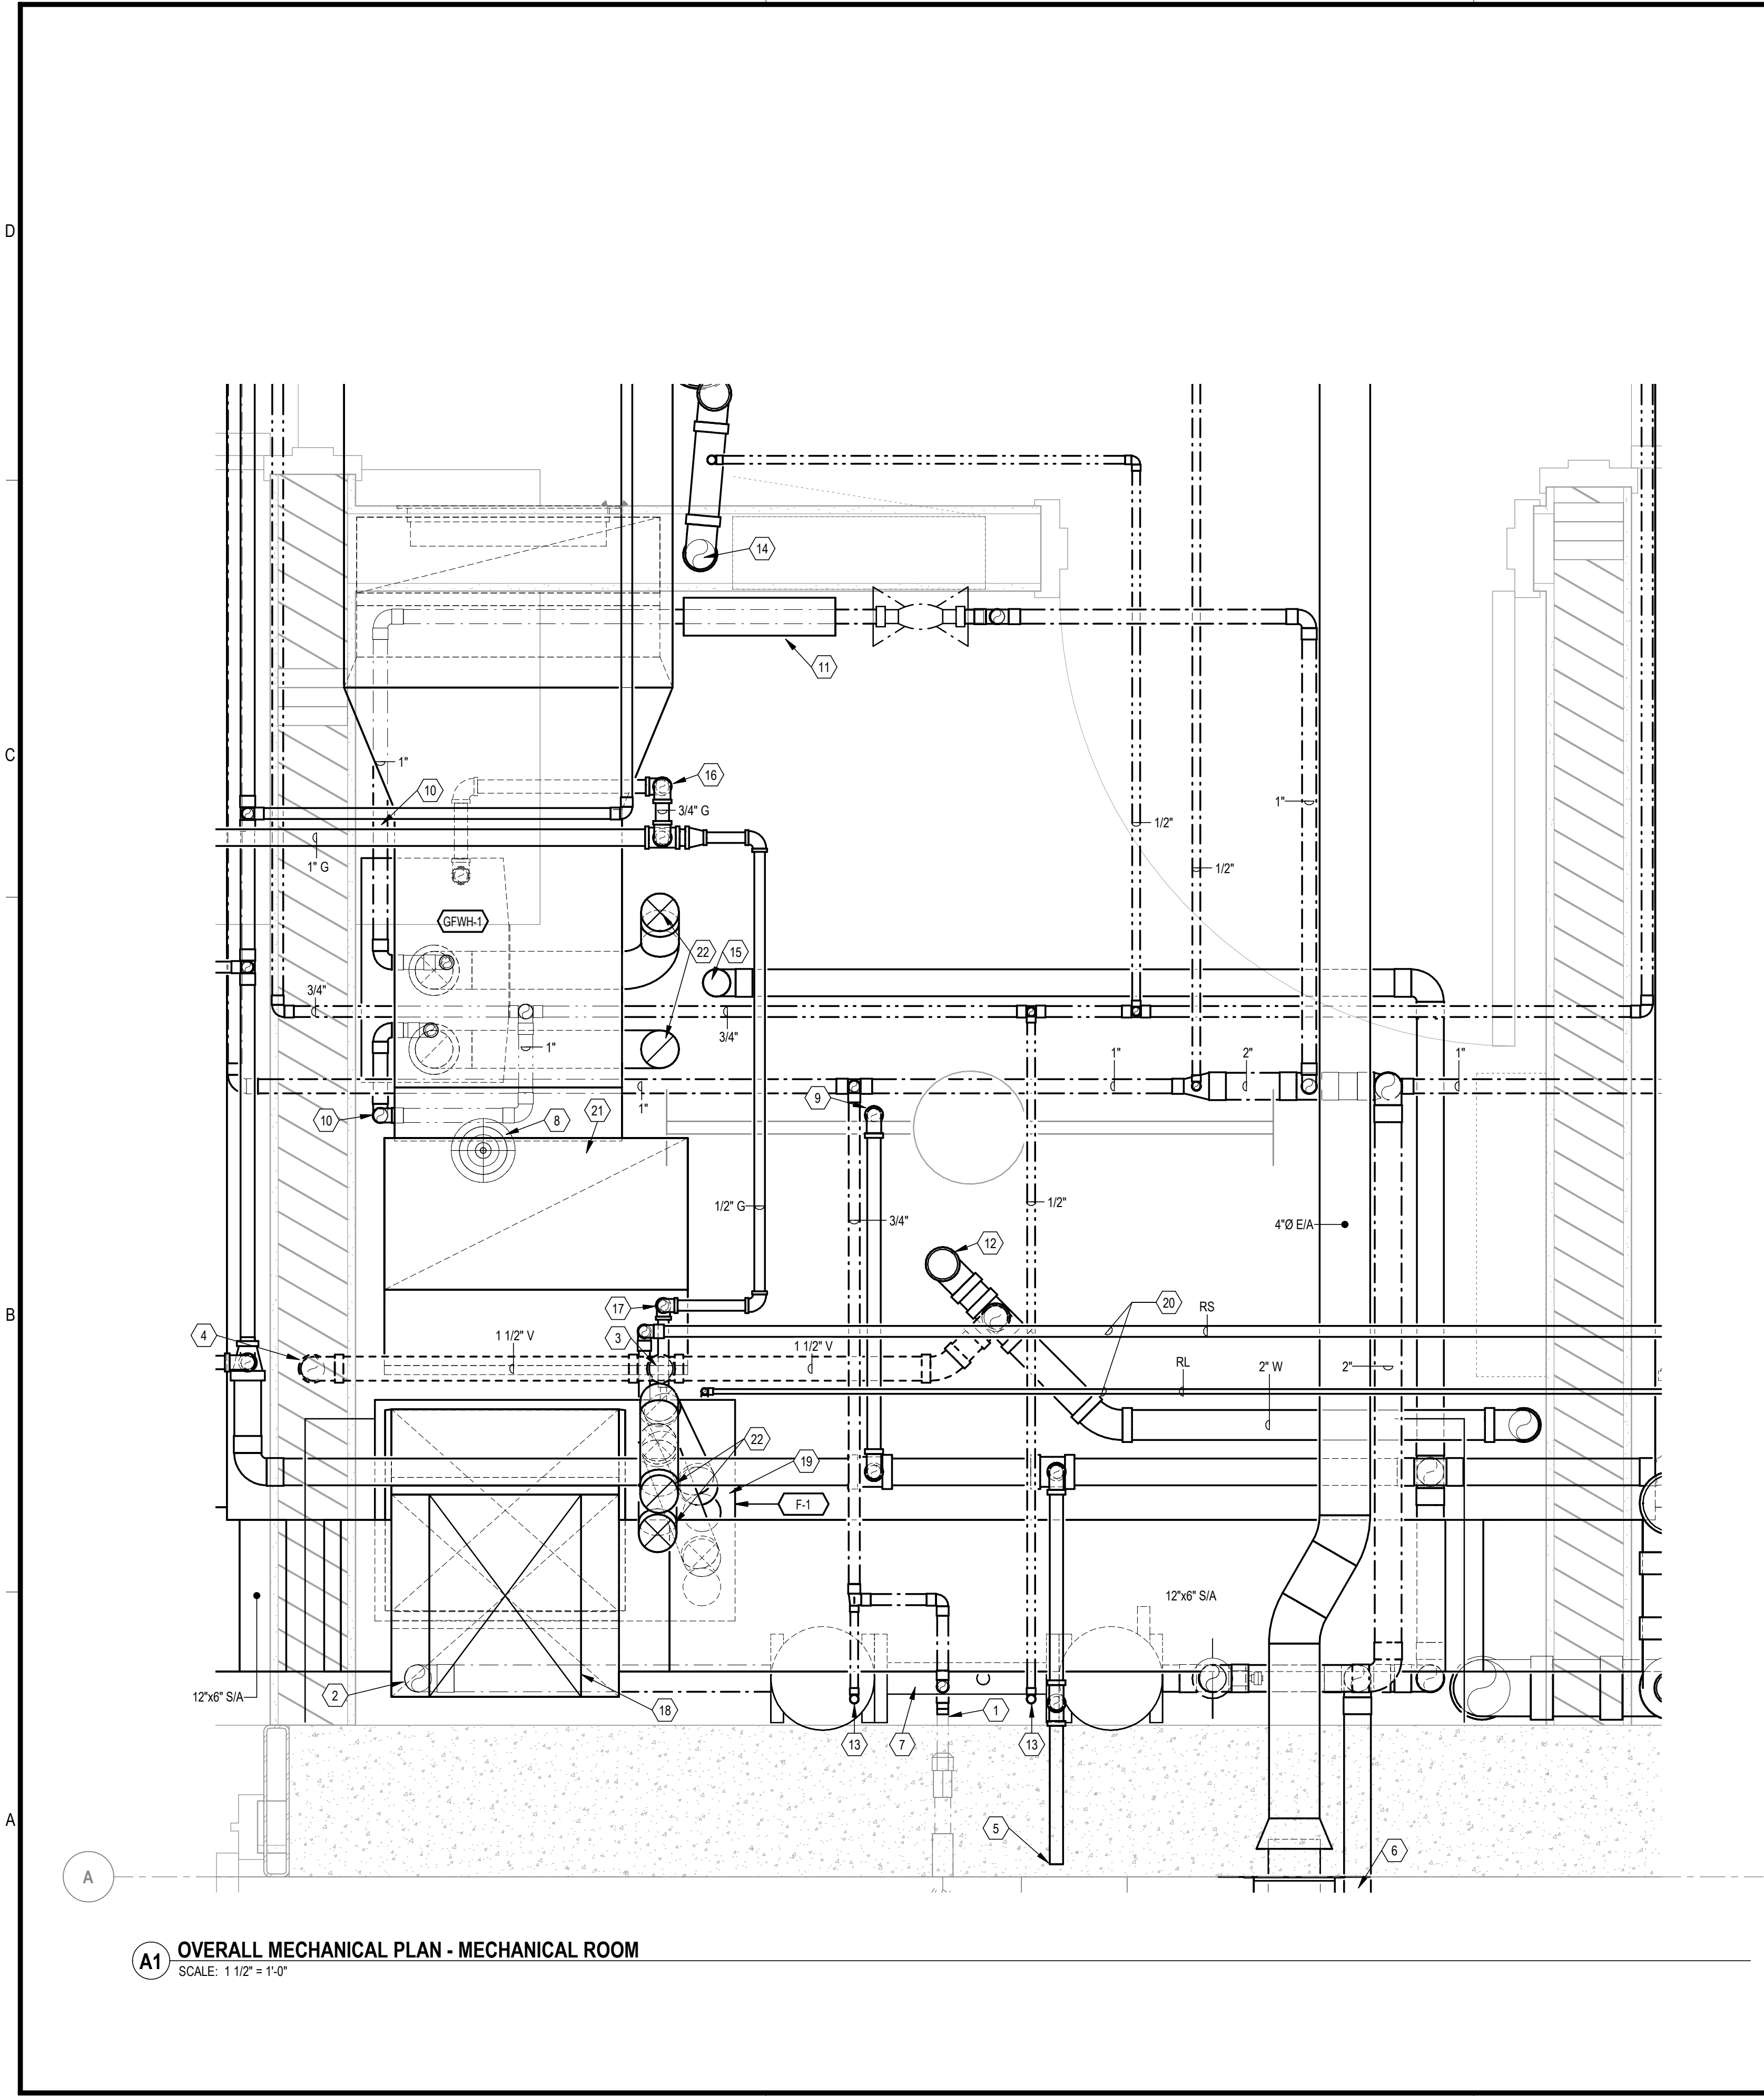 D
14
11
C
1"
10
16
3/4" G
1"
1/2"
1" G
1/2"
GFWH-1
22
15
3/4"
3/4"
1"
1"
2"
1"
9
1"
10
8
21
1/2" G
3/4"
1/2"
4"Ø E/A
12
B
17
20
RS
4
1 1/2" V
3
1 1/2" V
RL
2" W
2"
22
19
F-1
12"x6" S/A
12"x6" S/A
2
18
1
13
7
13
A
5
6
A
A1
OVERALL MECHANICAL PLAN - MECHANICAL ROOM
SCALE: 1 1/2" = 1'-0"